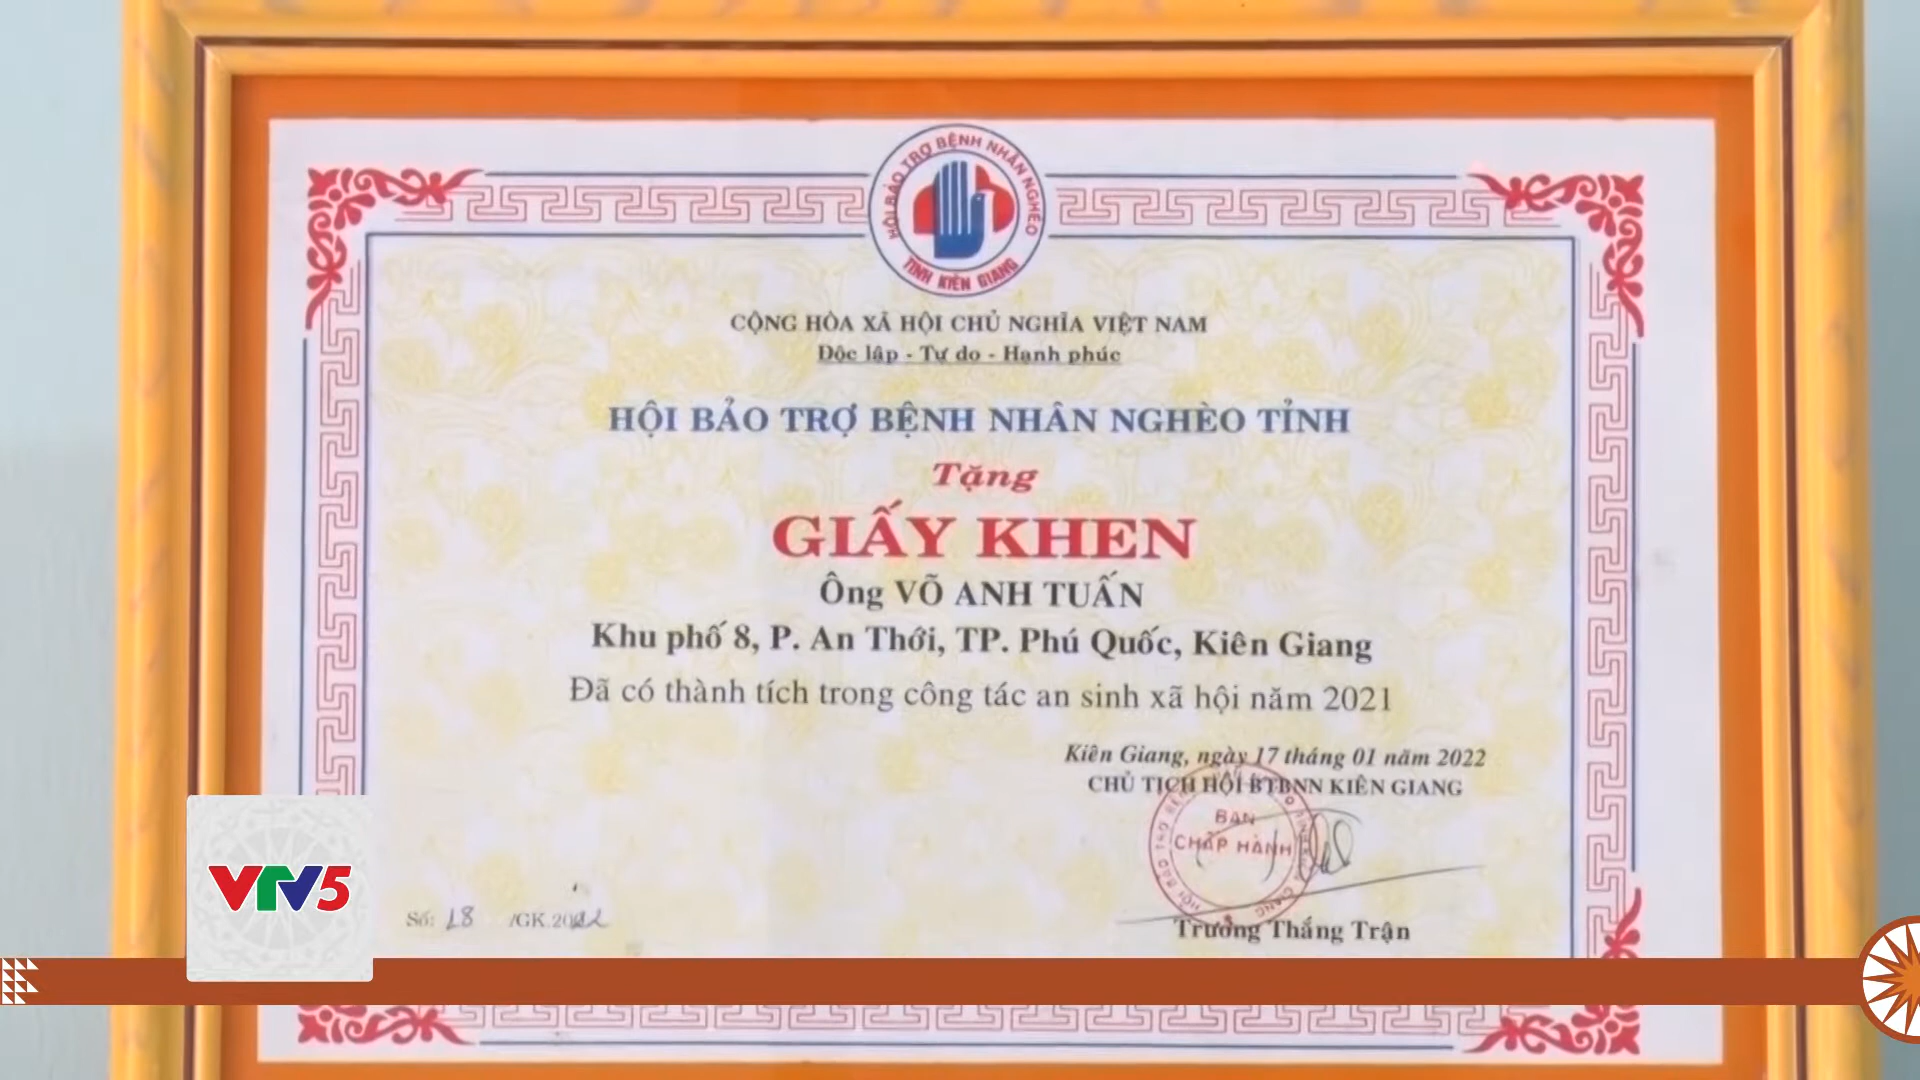 HỘI BẢO TRỢ BỆNH NHÂN NGHÈO
TỈNH KIÊN GIANG
CỘNG HÒA XÃ HỘI CHỦ NGHĨA VIỆT NAM
Độc lập - Tự do - Hạnh phúc
HỘI BẢO TRỢ BỆNH NHÂN NGHÈO TỈNH
Tặng
GIẤY KHEN
Ông VÕ ANH TUẤN
Khu phố 8, P. An Thới, TP. Phú Quốc, Kiên Giang
Đã có thành tích trong công tác an sinh xã hội năm 2021
Kiên Giang, ngày 17 tháng 01 năm 2022
CHỦ TỊCH HỘI BTBNN KIÊN GIANG
BAN
CHẤP HÀNH
VTV5
Số: 18 /GK.2022
Trương Thắng Trận